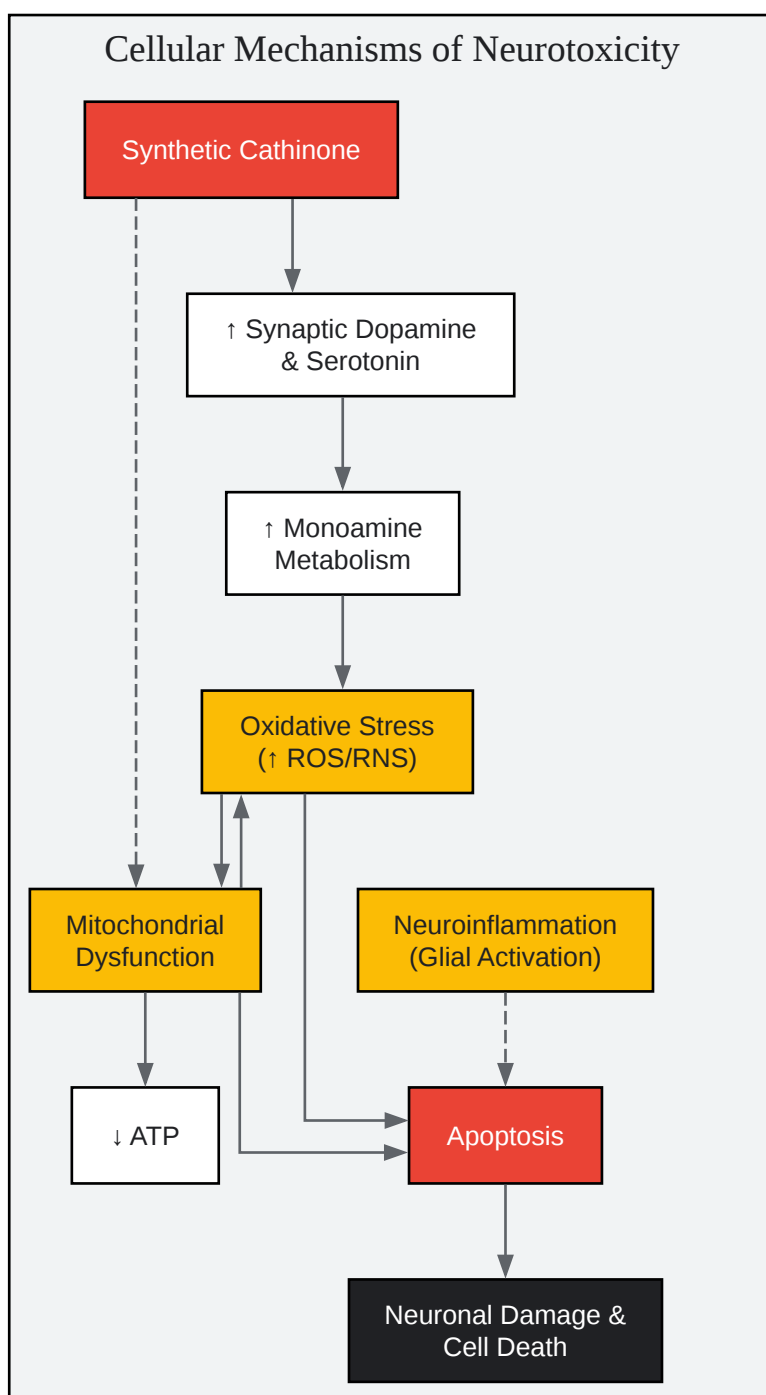 Cellular Mechanisms of Neurotoxicity
Synthetic Cathinone
↑ Synaptic Dopamine
& Serotonin
↑ Monoamine
Metabolism
Oxidative Stress
(↑ ROS/RNS)
Mitochondrial
Dysfunction
Neuroinflammation
(Glial Activation)
↓ ATP
Apoptosis
Neuronal Damage &
Cell Death